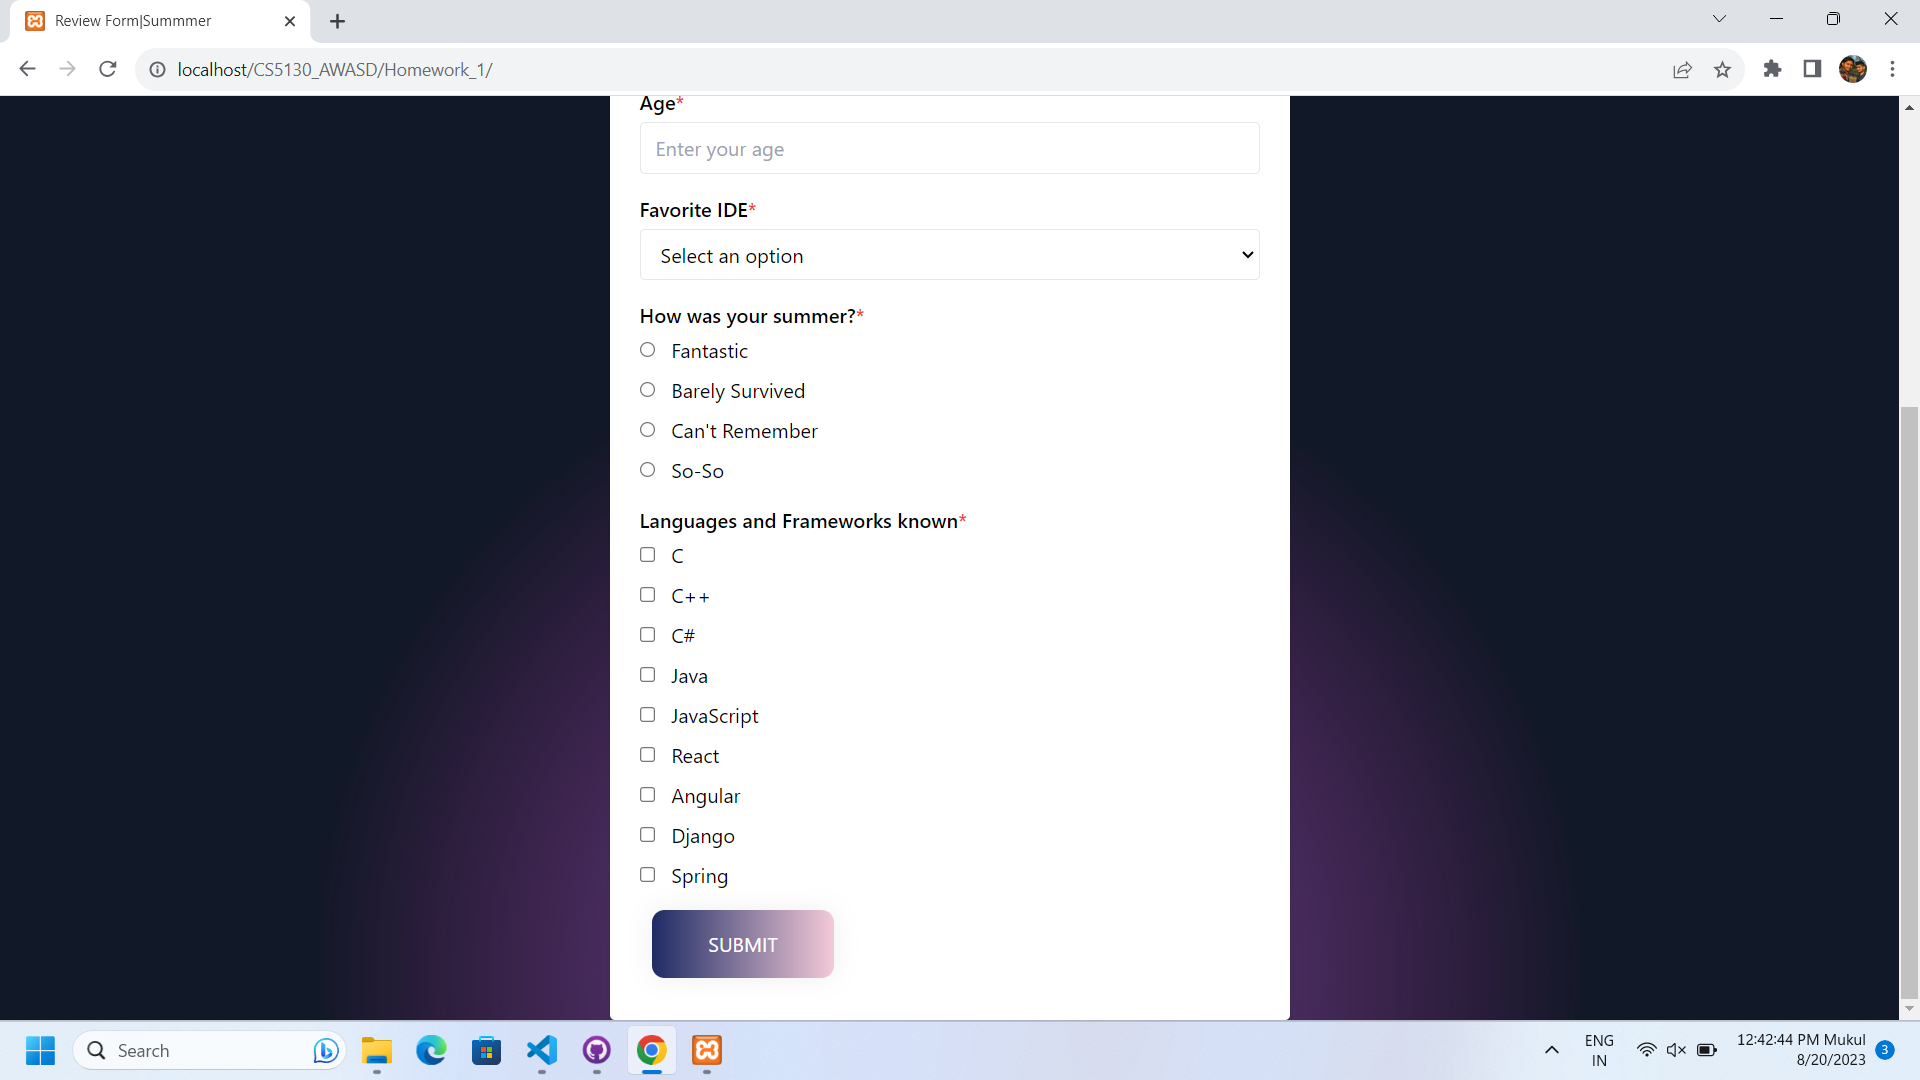 Review Form|Summmer
localhost/CS5130_AWASD/Homework_1/
Age*
Enter your age
Favorite IDE*
Select an option
How was your summer?*
Fantastic
Barely Survived
Can't Remember
So-So
Languages and Frameworks known*
C
C++
C#
Java
JavaScript
React
Angular
Django
Spring
SUBMIT
Search
ENG
IN
12:42:44 PM Mukul
8/20/2023
3